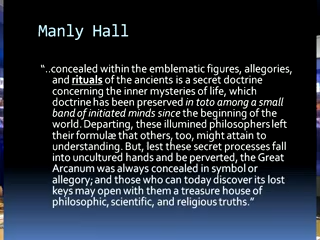 Manly Hall
“..concealed within the emblematic figures, allegories,
and rituals of the ancients is a secret doctrine
concerning the inner mysteries of life, which
doctrine has been preserved in toto among a small
band of initiated minds since the beginning of the
world. Departing, these illumined philosophers left
their formulæ that others, too, might attain to
understanding. But, lest these secret processes fall
into uncultured hands and be perverted, the Great
Arcanum was always concealed in symbol or
allegory; and those who can today discover its lost
keys may open with them a treasure house of
philosophic, scientific, and religious truths.”